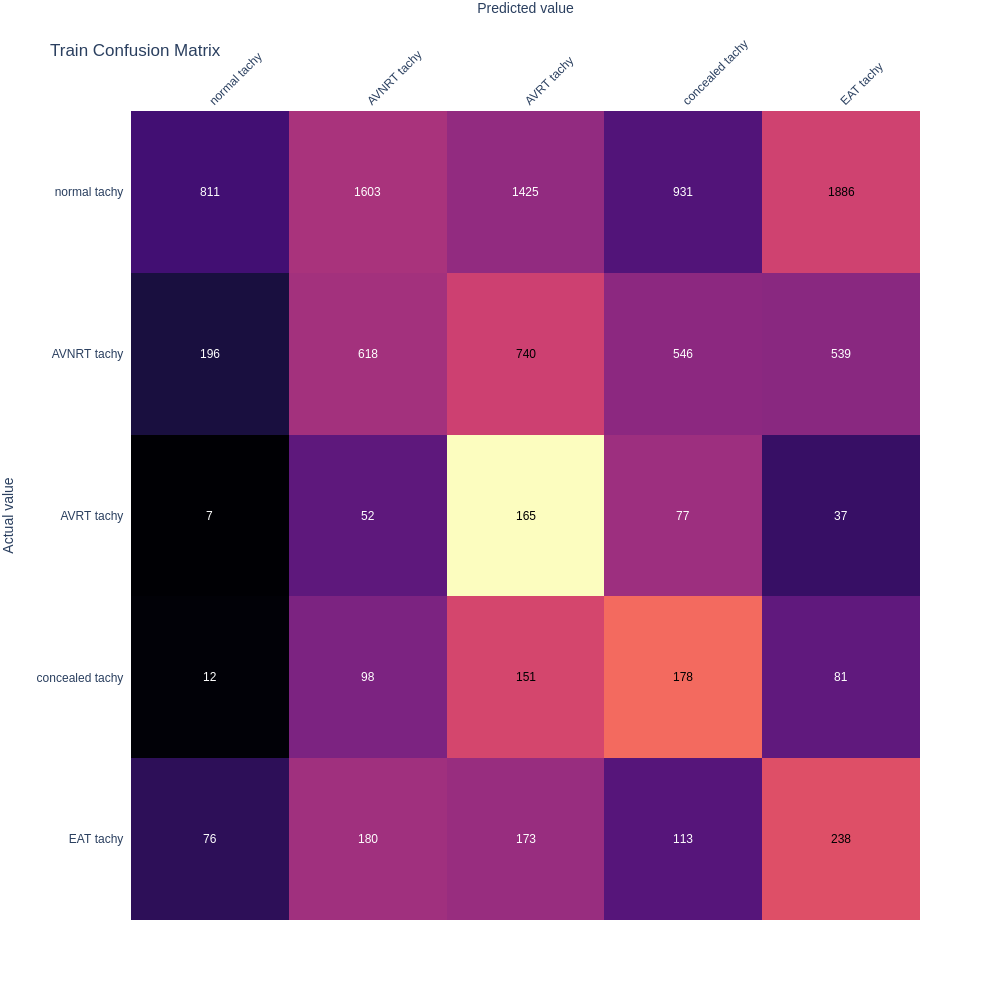 Predicted value
Train Confusion Matrix
normal tachy
AVNRT tachy
AVRT tachy
concealed tachy
EAT tachy
Actual value
normal tachy 811 1603 1425 931 1886
AVNRT tachy 196 618 740 546 539
AVRT tachy 7 52 165 77 37
concealed tachy 12 98 151 178 81
EAT tachy 76 180 173 113 238